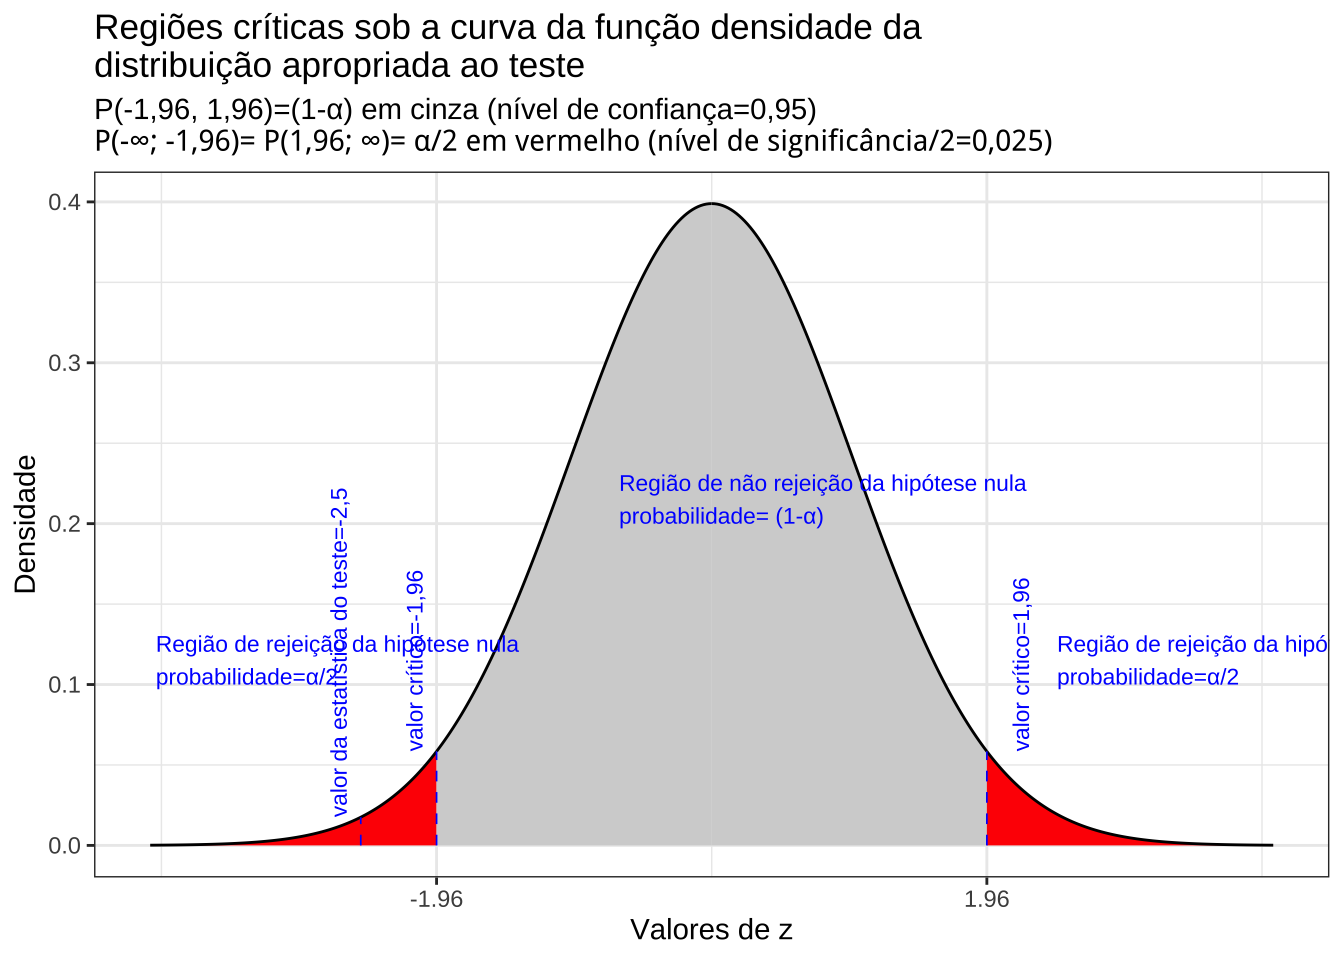 Regiões críticas sob a curva da função densidade da
distribuição apropriada ao teste
P(-1,96, 1,96)=(1-α) em cinza (nível de confiança=0,95)
P(-∞; -1,96)= P(1,96; ∞)= α/2 em vermelho (nível de significância/2=0,025)
0.4
0.3
0.2
0.1
0.0
Densidade
Região de não rejeição da hipótese nula
probabilidade= (1-α)
valor da estatística do teste=-2,5
valor crítico=-1,96
Região de rejeição da hipótese nula
probabilidade=α/2
valor crítico=1,96
Região de rejeição da hipó
probabilidade=α/2
-1.96
1.96
Valores de z